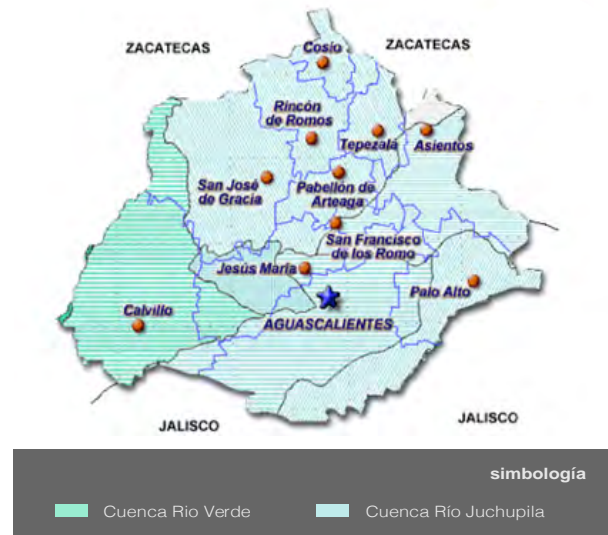 ZACATECAS
ZACATECAS
Cosío
Rincón
de Romos
Tepezalá
Asientos
San José
de Gracia
Pabellón de
Arteaga
San Francisco
de los Romo
Jesús María
Palo Alto
Calvillo
AGUASCALIENTES
JALISCO
JALISCO
simbología
Cuenca Rio Verde
Cuenca Río Juchupila